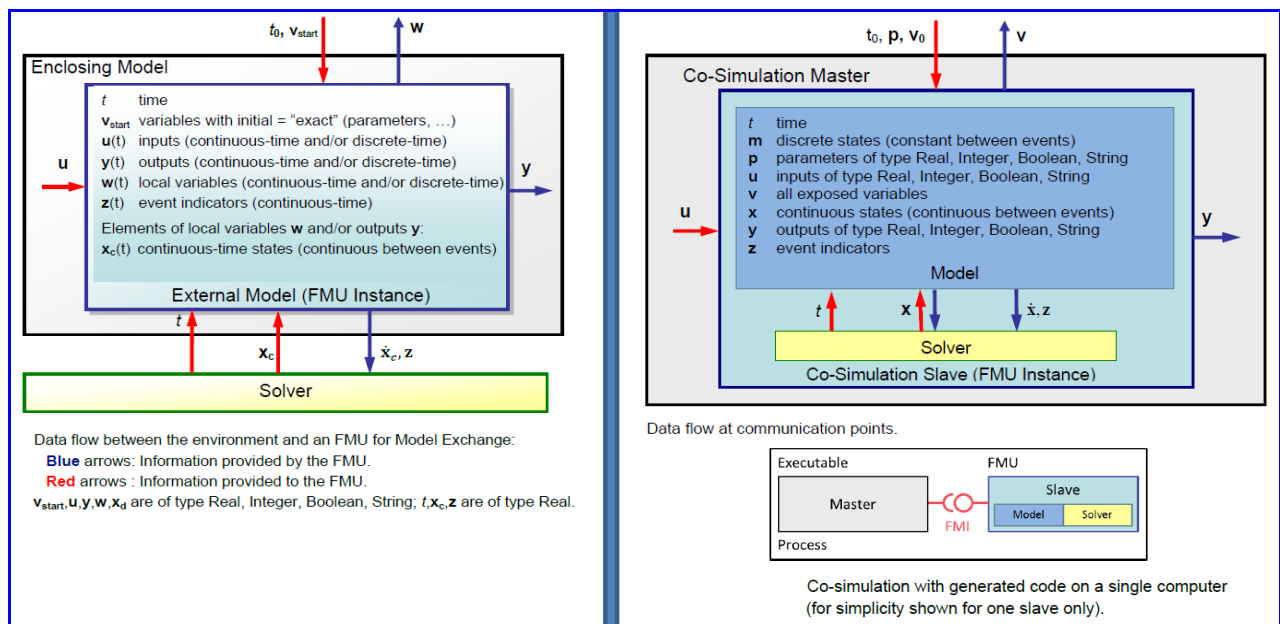 t₀, v_start
w
Enclosing Model
t time
v_start variables with initial = “exact” (parameters, ...)
u(t) inputs (continuous-time and/or discrete-time)
y(t) outputs (continuous-time and/or discrete-time)
w(t) local variables (continuous-time and/or discrete-time)
z(t) event indicators (continuous-time)
Elements of local variables w and/or outputs y:
x_c(t) continuous-time states (continuous between events)
External Model (FMU Instance)
u
y
t
x_c
ẋ_c, z
Solver
Data flow between the environment and an FMU for Model Exchange:
Blue arrows: Information provided by the FMU.
Red arrows : Information provided to the FMU.
v_start,u,y,w,x_d are of type Real, Integer, Boolean, String; t,x_c,z are of type Real.
t₀, p, v₀
v
Co-Simulation Master
t time
m discrete states (constant between events)
p parameters of type Real, Integer, Boolean, String
u inputs of type Real, Integer, Boolean, String
v all exposed variables
x continuous states (continuous between events)
y outputs of type Real, Integer, Boolean, String
z event indicators
Model
u
y
t
x
ẋ, z
Solver
Co-Simulation Slave (FMU Instance)
Data flow at communication points.
Executable
FMU
Master
FMI
Slave
Model
Solver
Process
Co-simulation with generated code on a single computer
(for simplicity shown for one slave only).